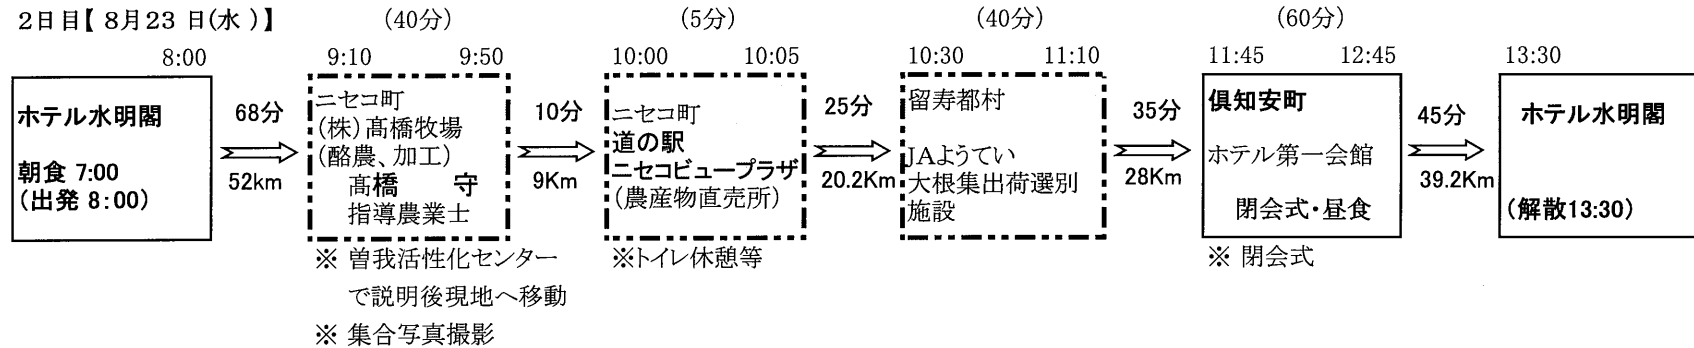 2日目【 8月23 日(水 )】
(40分)
(5分)
(40分)
(60分)
8:00
9:10
9:50
10:00
10:05
10:30
11:10
11:45
12:45
13:30
ホテル水明閣
朝食 7:00
(出発 8:00)
68分
52km
ニセコ町
(株)髙橋牧場
(酪農、加工)
髙橋 守
指導農業士
※ 曽我活性化センター
で説明後現地へ移動
※ 集合写真撮影
10分
9Km
ニセコ町
道の駅
ニセコビュープラザ
(農産物直売所)
※トイレ休憩等
25分
20.2Km
留寿都村
JAようてい
大根集出荷選別
施設
35分
28Km
倶知安町
ホテル第一会館
閉会式・昼食
※ 閉会式
45分
39.2Km
ホテル水明閣
(解散13:30)